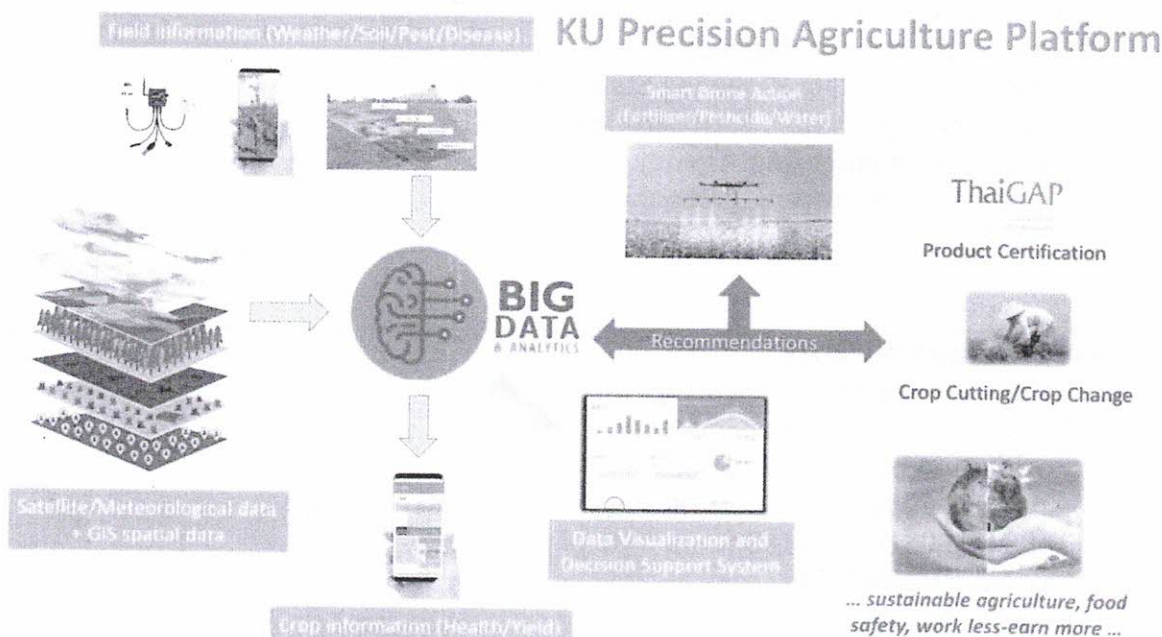 Field Information (Weather/Soil/Pest/Disease)
KU Precision Agriculture Platform
Smart Drone Action
(Fertilizer/Pesticide/Water)
ThaiGAP
Product Certification
BIG
DATA
& ANALYTICS
Recommendations
Crop Cutting/Crop Change
Satellite/Meteorological data
+ GIS spatial data
Data Visualization and
Decision Support System
Crop information (Health/Yield)
... sustainable agriculture, food
safety, work less-earn more ...